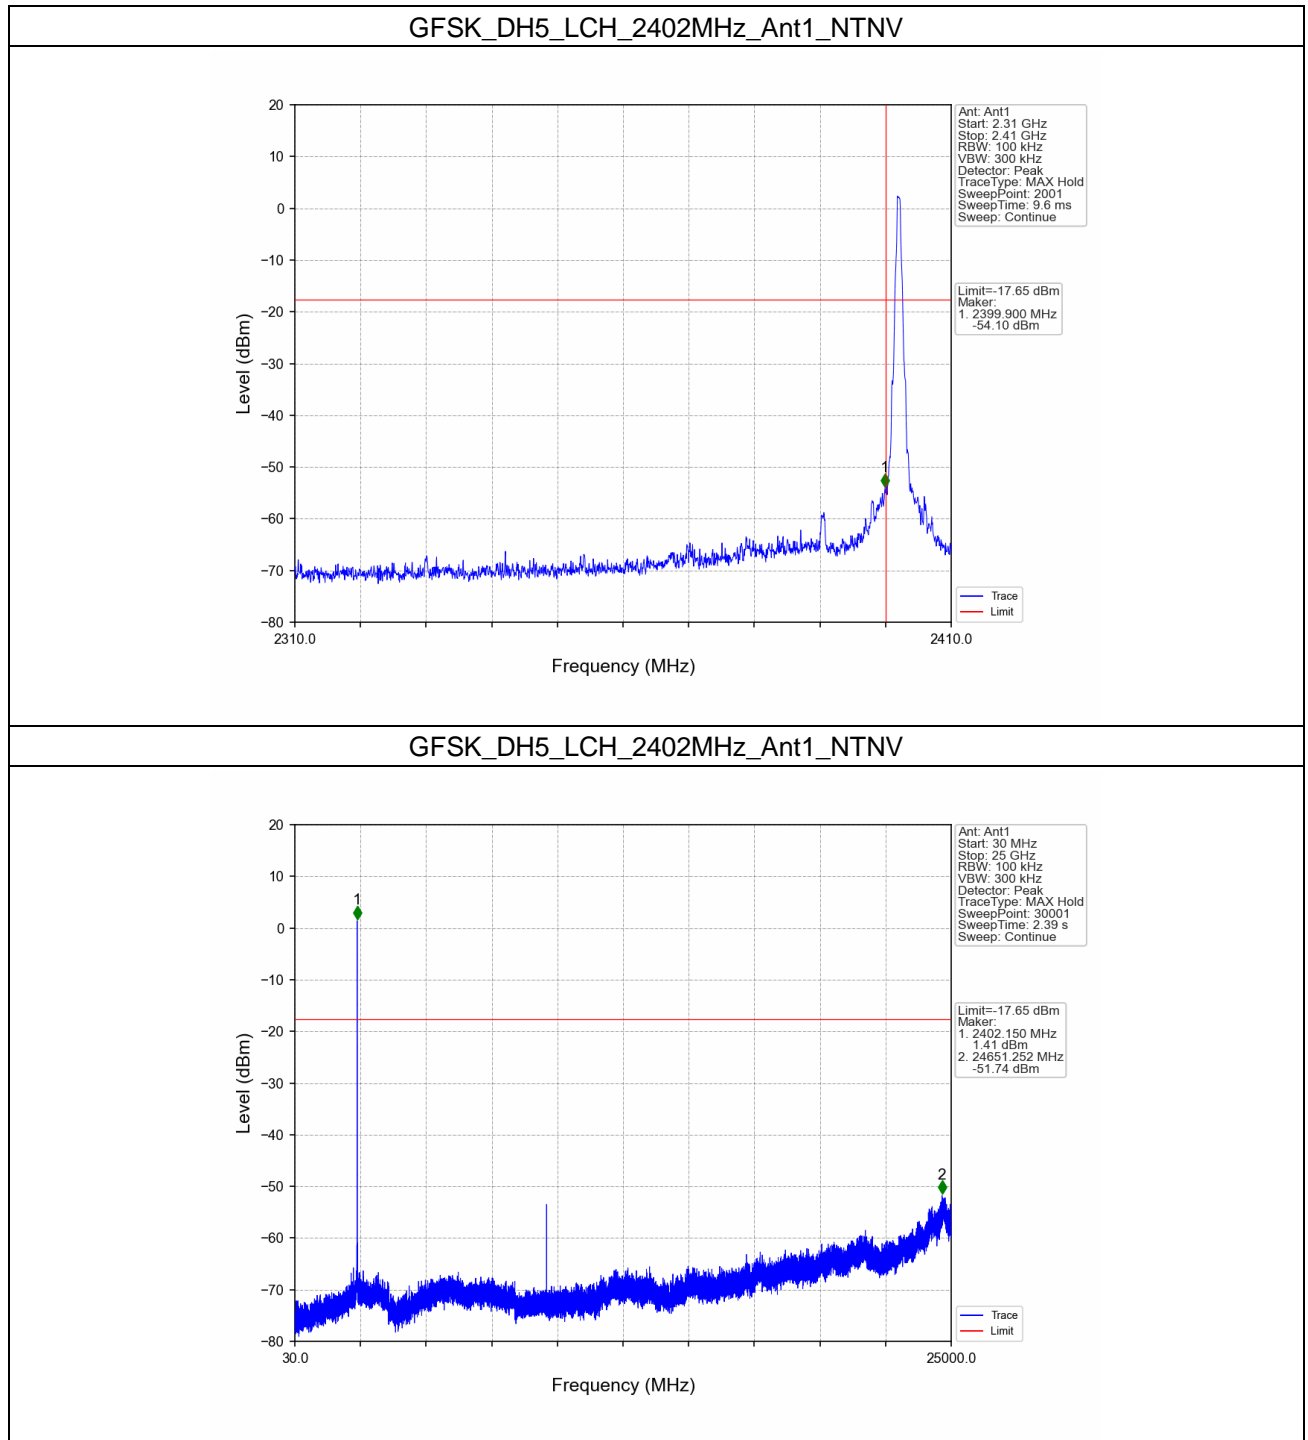 GFSK_DH5_LCH_2402MHz_Ant1_NTNV
20
10
0
−10
−20
−30
−40
−50
−60
−70
−80
Level (dBm)
1
2310.0
2410.0
Frequency (MHz)
Ant: Ant1
Start: 2.31 GHz
Stop: 2.41 GHz
RBW: 100 kHz
VBW: 300 kHz
Detector: Peak
TraceType: MAX Hold
SweepPoint: 2001
SweepTime: 9.6 ms
Sweep: Continue
Limit=-17.65 dBm
Maker:
1. 2399.900 MHz
-54.10 dBm
Trace
Limit
GFSK_DH5_LCH_2402MHz_Ant1_NTNV
20
10
0
−10
−20
−30
−40
−50
−60
−70
−80
Level (dBm)
1
2
30.0
25000.0
Frequency (MHz)
Ant: Ant1
Start: 30 MHz
Stop: 25 GHz
RBW: 100 kHz
VBW: 300 kHz
Detector: Peak
TraceType: MAX Hold
SweepPoint: 30001
SweepTime: 2.39 s
Sweep: Continue
Limit=-17.65 dBm
Maker:
1. 2402.150 MHz
1.41 dBm
2. 24651.252 MHz
-51.74 dBm
Trace
Limit